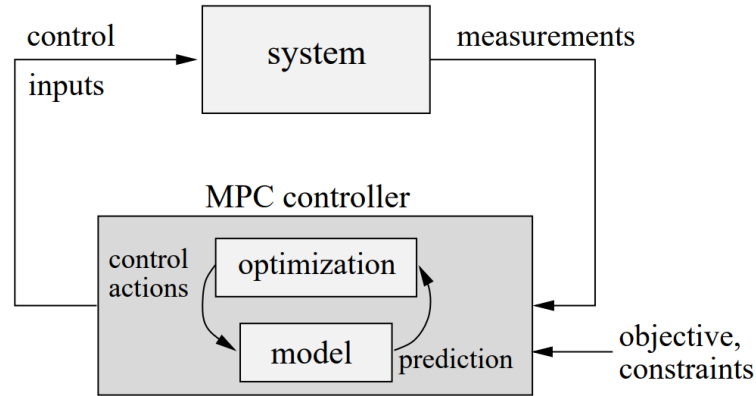 control
inputs
system
measurements
MPC controller
control
actions
optimization
model
prediction
objective,
constraints